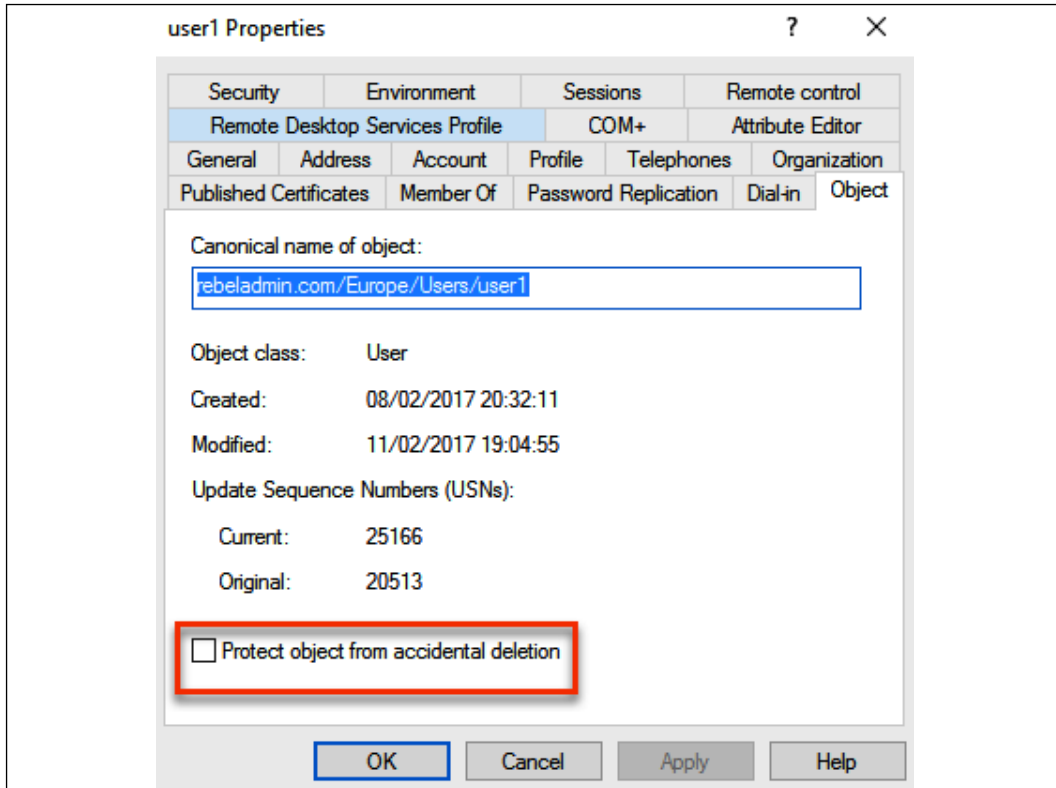 user1 Properties ? ×
Security Environment Sessions Remote control
Remote Desktop Services Profile COM+ Attribute Editor
General Address Account Profile Telephones Organization
Published Certificates Member Of Password Replication Dial-in Object
Canonical name of object:
rebeladmin.com/Europe/Users/user1
Object class: User
Created: 08/02/2017 20:32:11
Modified: 11/02/2017 19:04:55
Update Sequence Numbers (USNs):
Current: 25166
Original: 20513
Protect object from accidental deletion
OK Cancel Apply Help